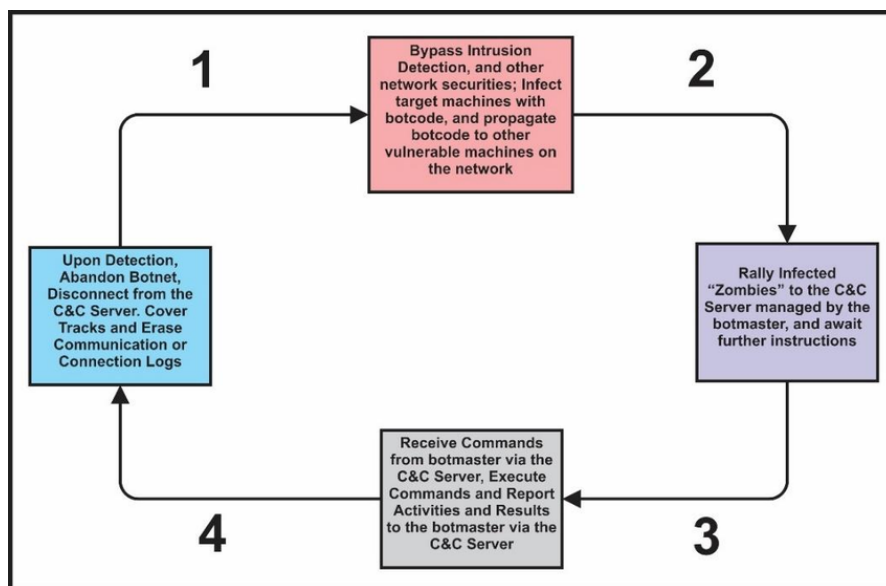 1
Bypass Intrusion
Detection, and other
network securities; Infect
target machines with
botcode, and propagate
botcode to other
vulnerable machines on
the network
2
Upon Detection,
Abandon Botnet,
Disconnect from the
C&C Server. Cover
Tracks and Erase
Communication or
Connection Logs
Rally Infected
“Zombies” to the C&C
Server managed by the
botmaster, and await
further instructions
4
Receive Commands
from botmaster via the
C&C Server, Execute
Commands and Report
Activities and Results
to the botmaster via the
C&C Server
3